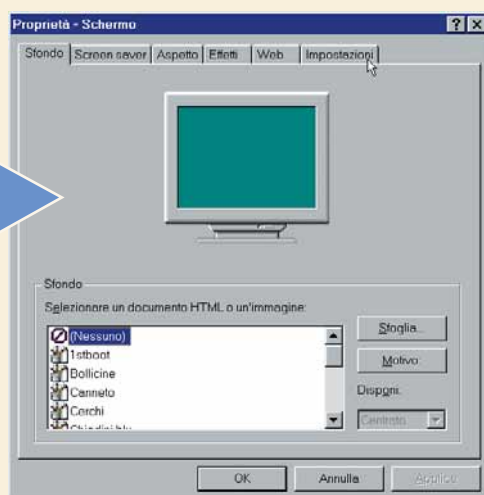 Proprietà - Schermo
Sfondo Screen saver Aspetto Effetti Web Impostazioni
Sfondo
Selezionare un documento HTML o un'immagine:
(Nessuno)
1stboot
Bollicine
Canneto
Cerchi
Sfoglia...
Motivo:
Disponi:
Centrato
OK Annulla Applica